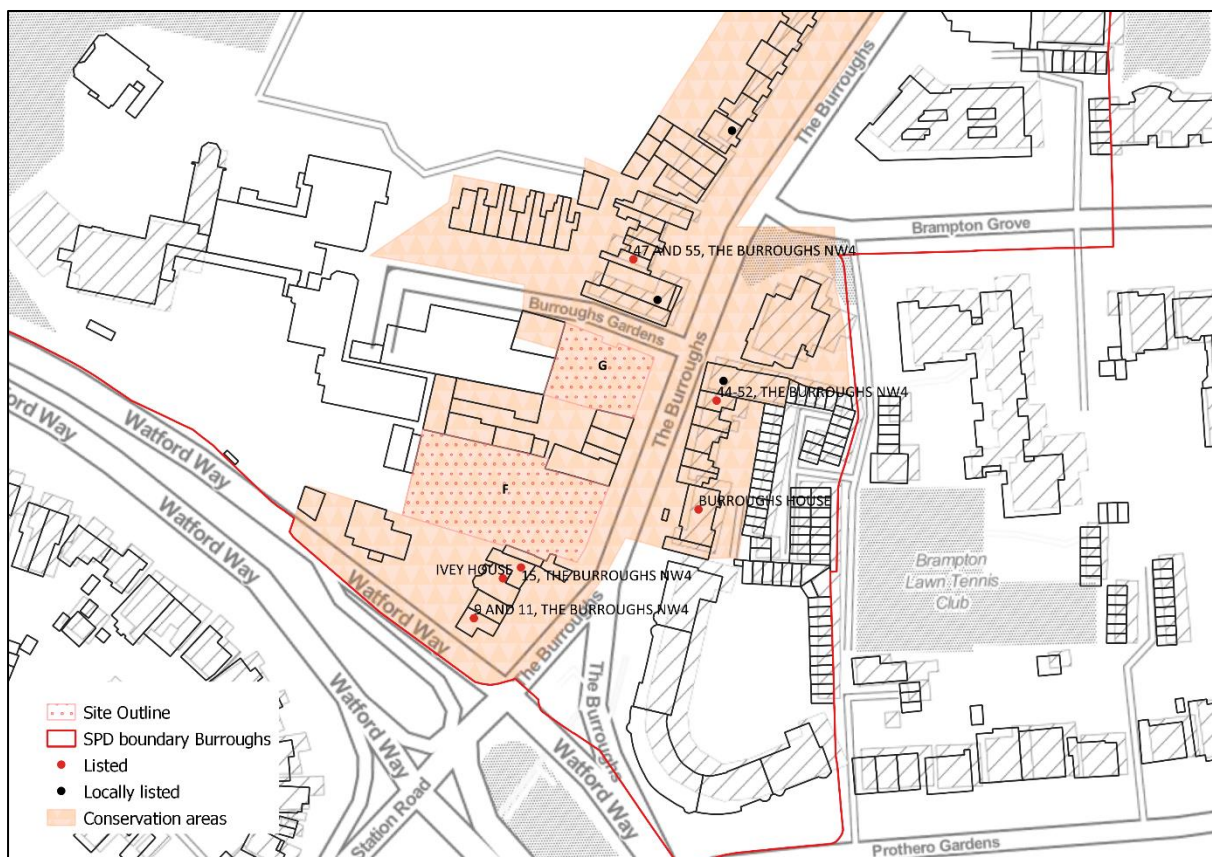 The Burroughs
Brampton Grove
'47 AND 55, THE BURROUGHS NW4
Burroughs Gardens
G
The Burroughs
44-52, THE BURROUGHS NW4
Watford Way
Watford Way
Watford Way
F
BURROUGHS HOUSE
IVEY HOUSE
15, THE BURROUGHS NW4
Brampton
Lawn Tennis
Club
9 AND 11, THE BURROUGHS NW4
Watford Way
The Burroughs
The Burroughs
Watford Way
Watford Way
Station Road
Prothero Gardens
Site Outline
SPD boundary Burroughs
Listed
Locally listed
Conservation areas